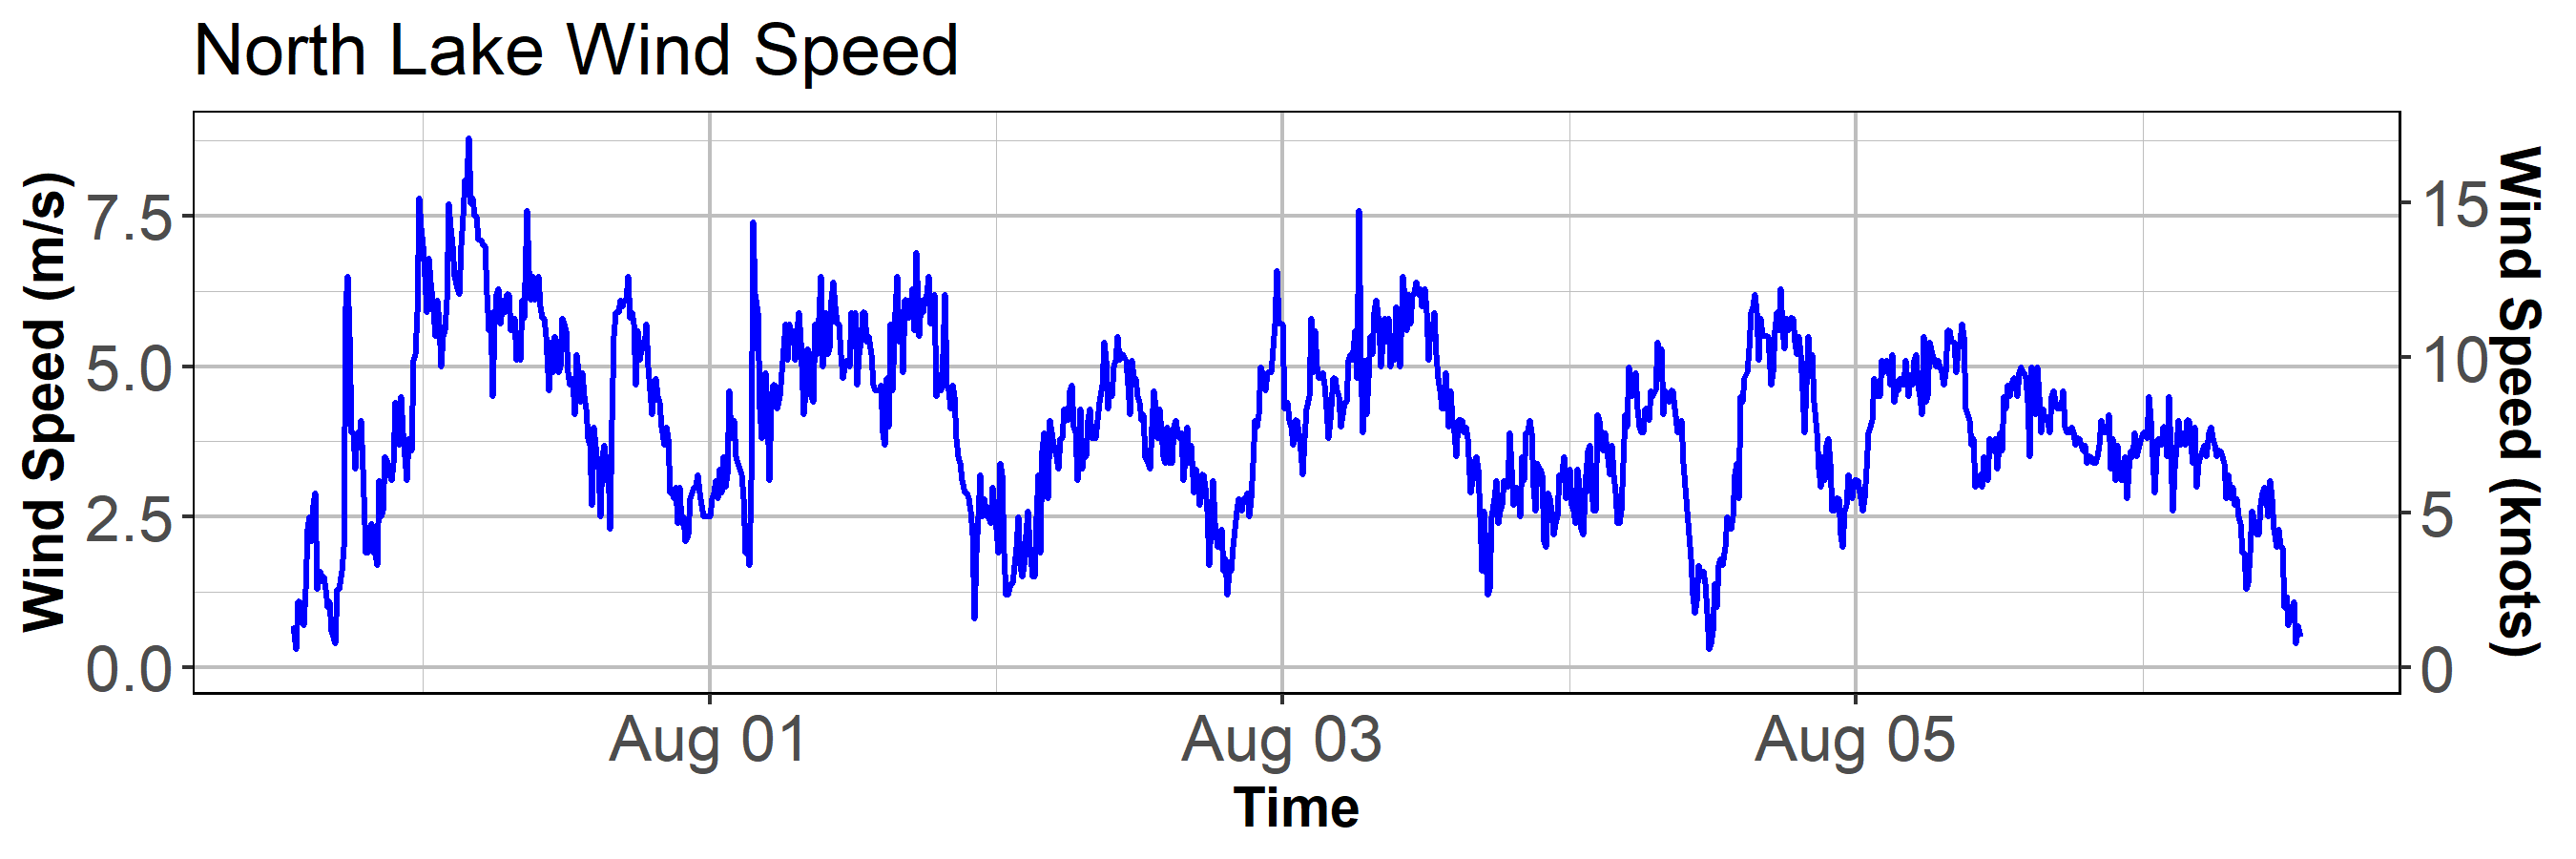 North Lake Wind Speed
Wind Speed (m/s)
7.5
5.0
2.5
0.0
15
10
5
0
Wind Speed (knots)
Aug 01
Aug 03
Aug 05
Time